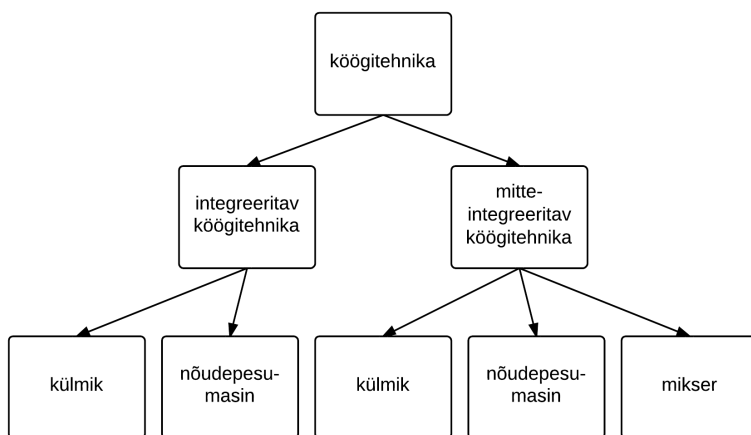 köögitehnika
integreeritav
köögitehnika
mitte-
integreeritav
köögitehnika
külmik
nõudepesu-
masin
külmik
nõudepesu-
masin
mikser